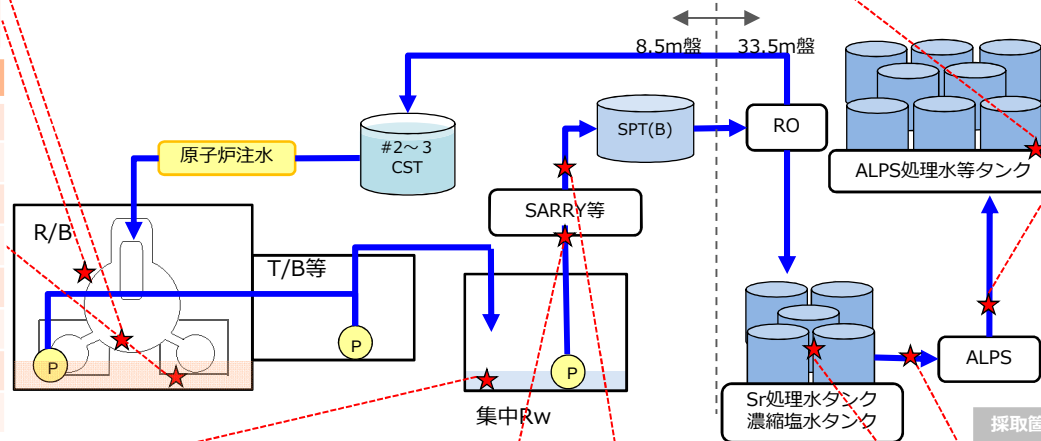 8.5m盤
33.5m盤
SPT(B)
RO
#2～3
CST
原子炉注水
ALPS処理水等タンク
SARRY等
R/B
T/B等
P
P
P
ALPS
Sr処理水タンク
濃縮塩水タンク
集中Rw
採取箇